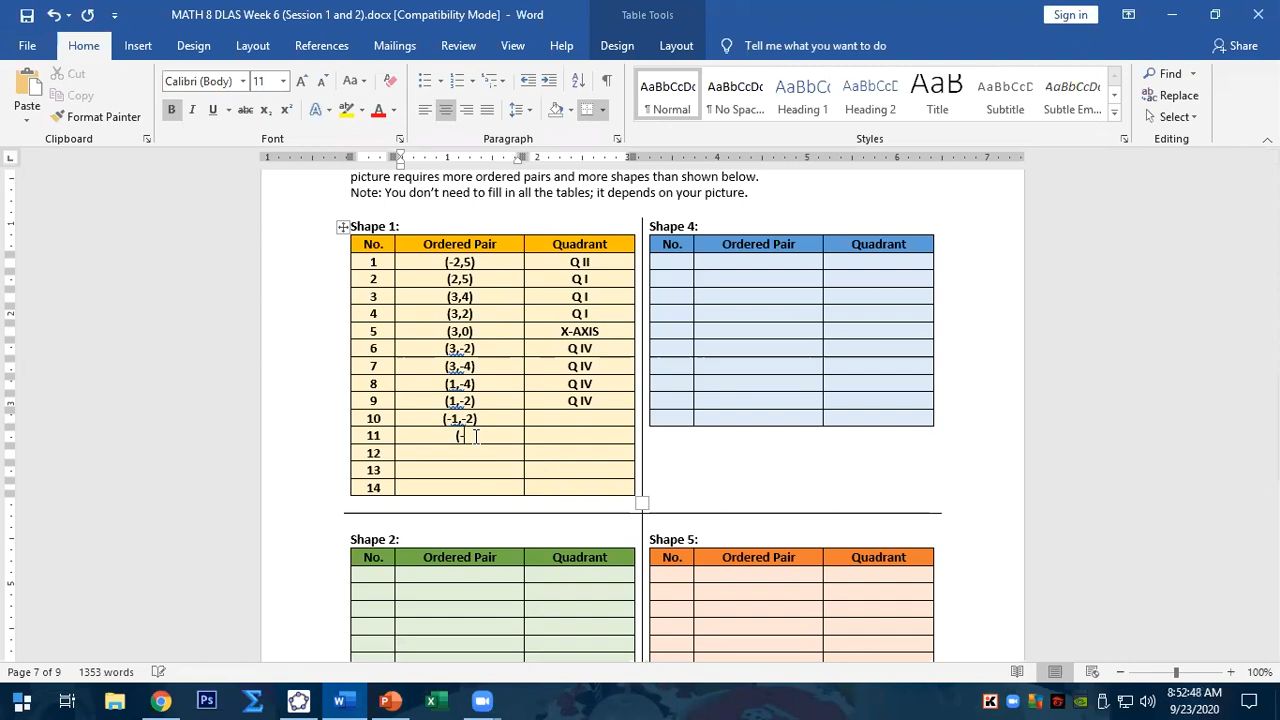 MATH 8 DLAS Week 6 (Session 1 and 2).docx [Compatibility Mode] - Word
Table Tools
Sign in
File Home Insert Design Layout References Mailings Review View Help Design Layout Tell me what you want to do Share
Paste
Cut
Copy
Format Painter
Clipboard
Calibri (Body) 11
Font
Paragraph
AaBbCcDc AaBbCcDc AaBbCc AaBbCcD AaB AaBbCcD AaBbCcDc
¶ Normal ¶ No Spac... Heading 1 Heading 2 Title Subtitle Subtle Em...
Styles
Find
Replace
Select
Editing
picture requires more ordered pairs and more shapes than shown below.
Note: You don't need to fill in all the tables; it depends on your picture.
Shape 1:
No. Ordered Pair Quadrant
1 (-2,5) Q II
2 (2,5) Q I
3 (3,4) Q I
4 (3,2) Q I
5 (3,0) X-AXIS
6 (3,-2) Q IV
7 (3,-4) Q IV
8 (1,-4) Q IV
9 (1,-2) Q IV
10 (-1,-2)
11 (-
12
13
14
Shape 4:
No. Ordered Pair Quadrant
Shape 2:
No. Ordered Pair Quadrant
Shape 5:
No. Ordered Pair Quadrant
Page 7 of 9 1353 words 100%
8:52:48 AM
9/23/2020